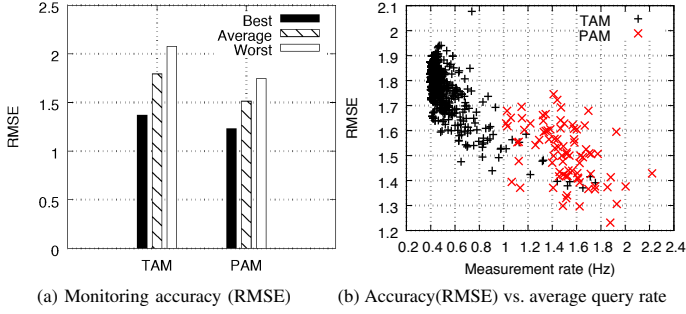 2.5
2
1.5
1
0.5
0
RMSE
Best
Average
Worst
TAM
PAM
(a) Monitoring accuracy (RMSE)
2.1
2
1.9
1.8
1.7
1.6
1.5
1.4
1.3
1.2
RMSE
TAM
PAM
0.2 0.4 0.6 0.8 1 1.2 1.4 1.6 1.8 2 2.2 2.4
Measurement rate (Hz)
(b) Accuracy(RMSE) vs. average query rate